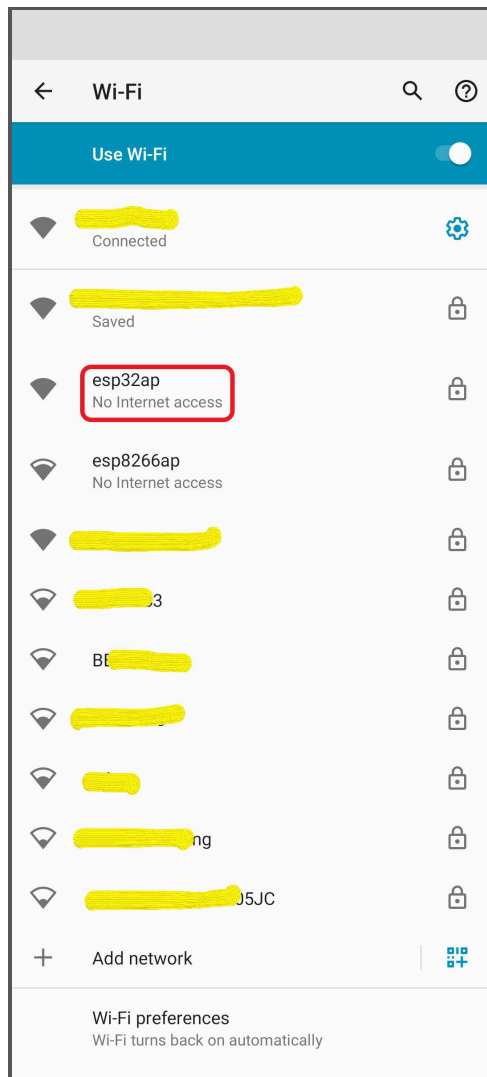 Wi-Fi
Use Wi-Fi
Connected
Saved
esp32ap
No Internet access
esp8266ap
No Internet access
Add network
Wi-Fi preferences
Wi-Fi turns back on automatically